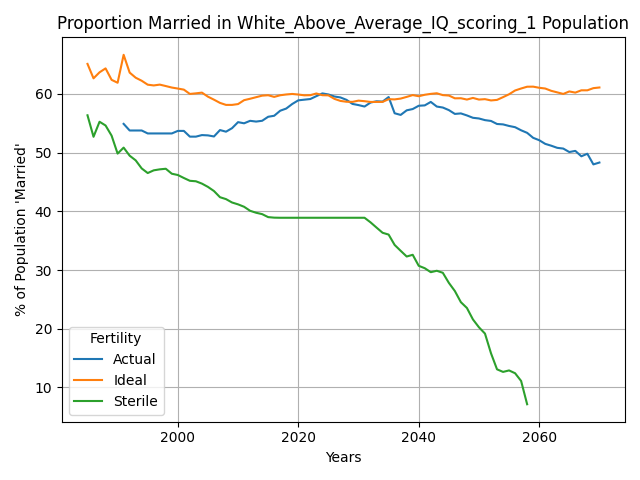 Proportion Married in White_Above_Average_IQ_scoring_1 Population
% of Population 'Married'
60
50
40
30
20
10
Fertility
Actual
Ideal
Sterile
2000 2020 2040 2060
Years